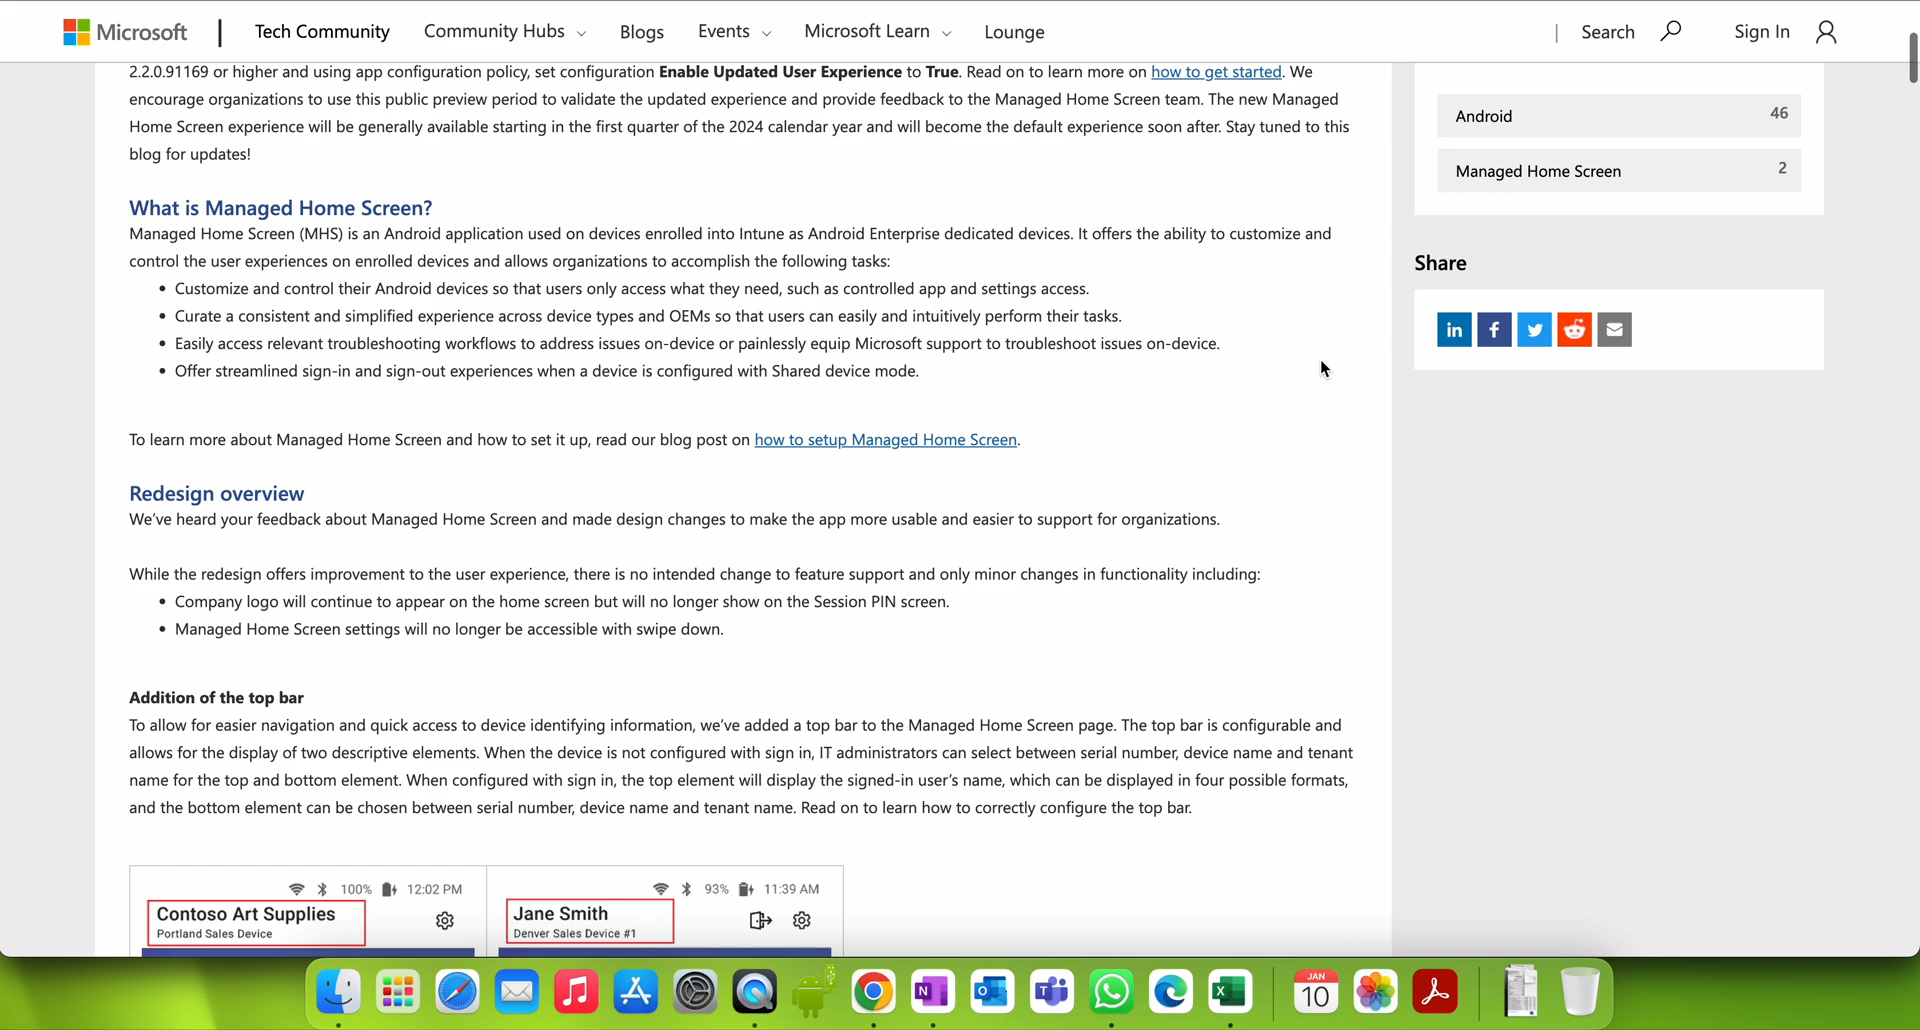 Microsoft | Tech Community Community Hubs Blogs Events Microsoft Learn Lounge | Search Sign In
2.2.0.91169 or higher and using app configuration policy, set configuration Enable Updated User Experience to True. Read on to learn more on how to get started. We
encourage organizations to use this public preview period to validate the updated experience and provide feedback to the Managed Home Screen team. The new Managed
Home Screen experience will be generally available starting in the first quarter of the 2024 calendar year and will become the default experience soon after. Stay tuned to this
blog for updates!
What is Managed Home Screen?
Managed Home Screen (MHS) is an Android application used on devices enrolled into Intune as Android Enterprise dedicated devices. It offers the ability to customize and
control the user experiences on enrolled devices and allows organizations to accomplish the following tasks:
• Customize and control their Android devices so that users only access what they need, such as controlled app and settings access.
• Curate a consistent and simplified experience across device types and OEMs so that users can easily and intuitively perform their tasks.
• Easily access relevant troubleshooting workflows to address issues on-device or painlessly equip Microsoft support to troubleshoot issues on-device.
• Offer streamlined sign-in and sign-out experiences when a device is configured with Shared device mode.
To learn more about Managed Home Screen and how to set it up, read our blog post on how to setup Managed Home Screen.
Redesign overview
We've heard your feedback about Managed Home Screen and made design changes to make the app more usable and easier to support for organizations.
While the redesign offers improvement to the user experience, there is no intended change to feature support and only minor changes in functionality including:
• Company logo will continue to appear on the home screen but will no longer show on the Session PIN screen.
• Managed Home Screen settings will no longer be accessible with swipe down.
Addition of the top bar
To allow for easier navigation and quick access to device identifying information, we've added a top bar to the Managed Home Screen page. The top bar is configurable and
allows for the display of two descriptive elements. When the device is not configured with sign in, IT administrators can select between serial number, device name and tenant
name for the top and bottom element. When configured with sign in, the top element will display the signed-in user's name, which can be displayed in four possible formats,
and the bottom element can be chosen between serial number, device name and tenant name. Read on to learn how to correctly configure the top bar.
100% 12:02 PM
Contoso Art Supplies
Portland Sales Device
93% 11:39 AM
Jane Smith
Denver Sales Device #1
Android 46
Managed Home Screen 2
Share
in f
N O T X
JAN
10